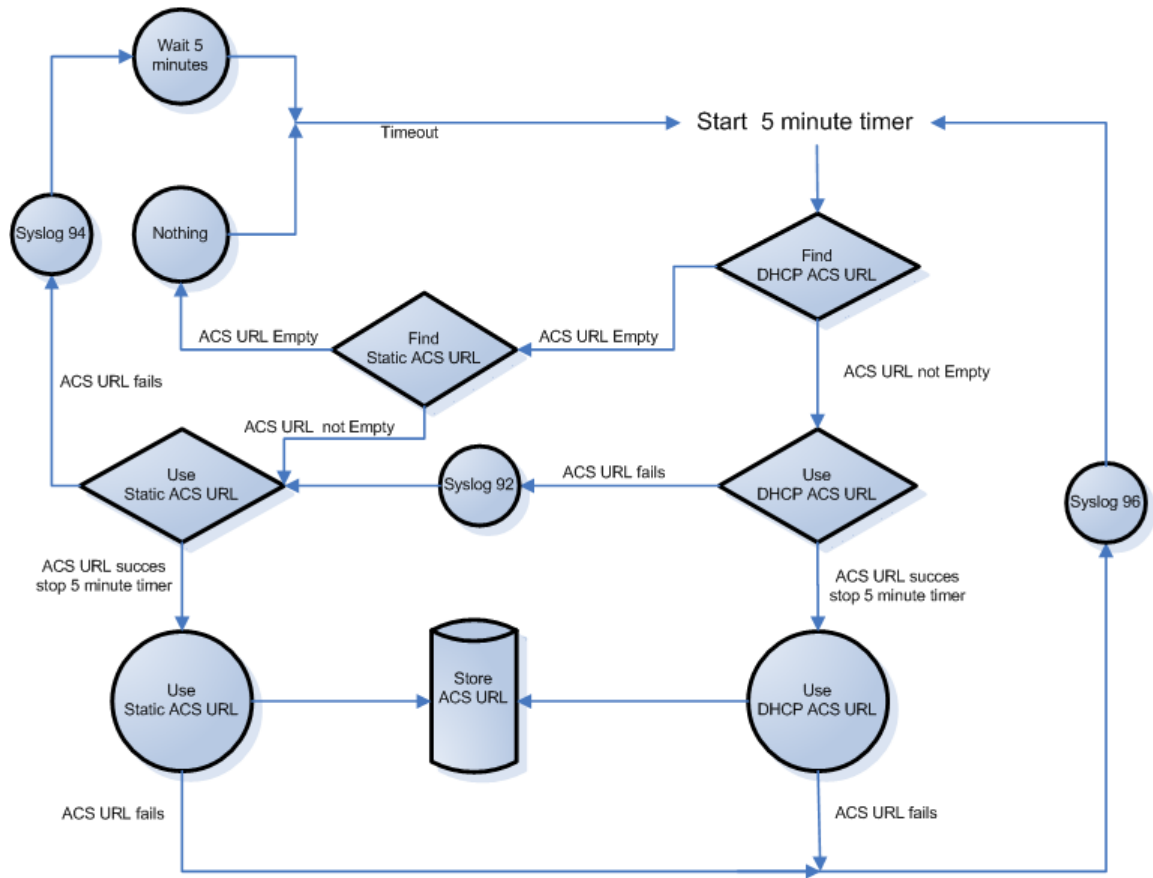 Wait 5
minutes
Timeout
Start 5 minute timer
Syslog 94
Nothing
Find
DHCP ACS URL
ACS URL Empty
Find
Static ACS URL
ACS URL Empty
ACS URL fails
ACS URL not Empty
ACS URL not Empty
Use
Static ACS URL
Syslog 92
ACS URL fails
Use
DHCP ACS URL
Syslog 96
ACS URL succes
stop 5 minute timer
ACS URL succes
stop 5 minute timer
Use
Static ACS URL
Store
ACS URL
Use
DHCP ACS URL
ACS URL fails
ACS URL fails